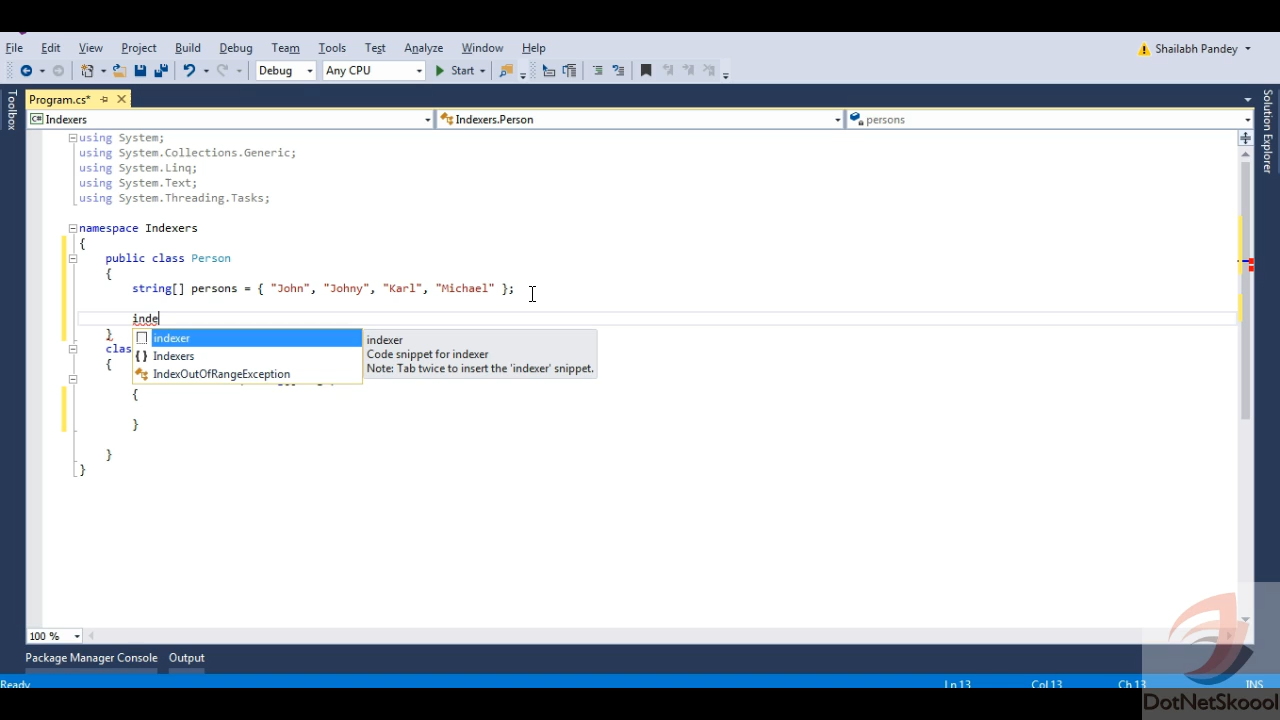 File Edit View Project Build Debug Team Tools Test Analyze Window Help Shailabh Pandey
Debug Any CPU Start
Toolbox
Program.cs*
Solution Explorer
Indexers Indexers.Person persons
using System;
using System.Collections.Generic;
using System.Linq;
using System.Text;
using System.Threading.Tasks;
namespace Indexers
{
public class Person
{
string[] persons = { "John", "Johny", "Karl", "Michael" };
inde
}
indexer
Indexers
IndexOutOfRangeException
indexer
Code snippet for indexer
Note: Tab twice to insert the 'indexer' snippet.
clas
{
{
}
}
}
100 %
Package Manager Console Output
Ready Ln 13 Col 13 Ch 13 INS
DotNetSkoool